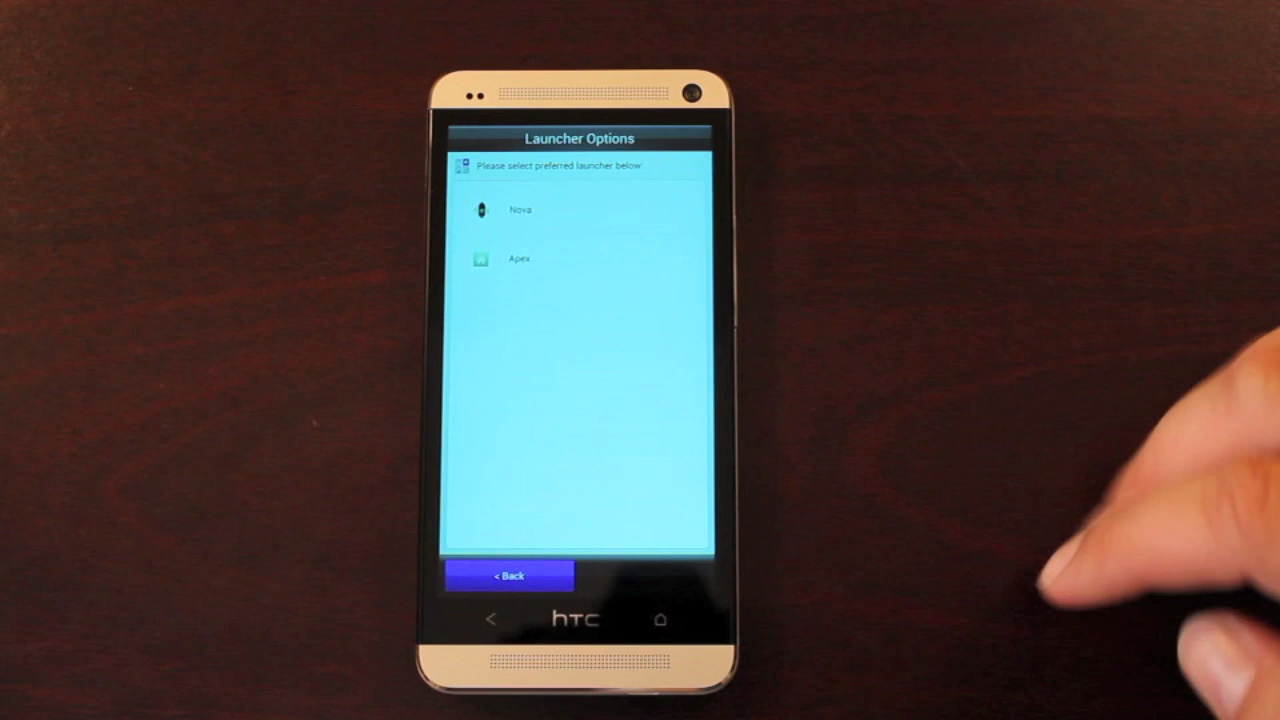 Launcher Options
Please select preferred launcher below:
Nova
Apex
< Back
hTC